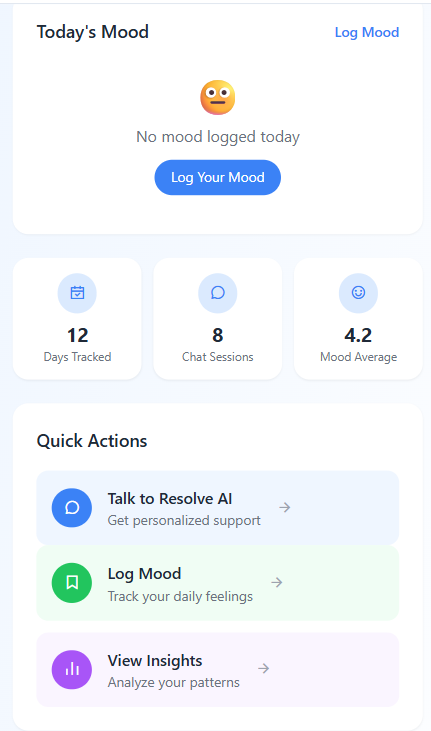 Today's Mood
Log Mood
No mood logged today
Log Your Mood
12
Days Tracked
8
Chat Sessions
4.2
Mood Average
Quick Actions
Talk to Resolve AI
Get personalized support
Log Mood
Track your daily feelings
View Insights
Analyze your patterns